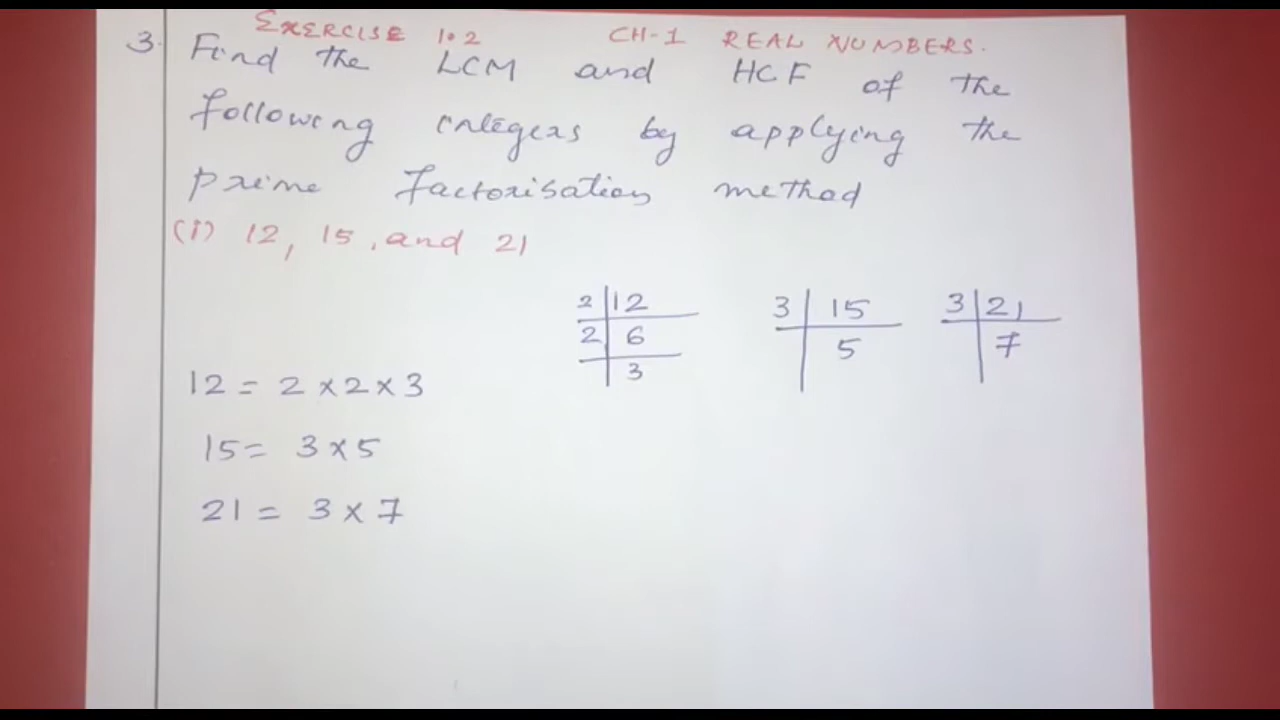 EXERCISE 1.2 CH-1 REAL NUMBERS.
3. Find the LCM and HCF of the
following integers by applying the
prime factorisation method
(i) 12, 15, and 21
2 | 12 3 | 15 3 | 21
2 | 6 5 7
3
12 = 2 × 2 × 3
15 = 3 × 5
21 = 3 × 7